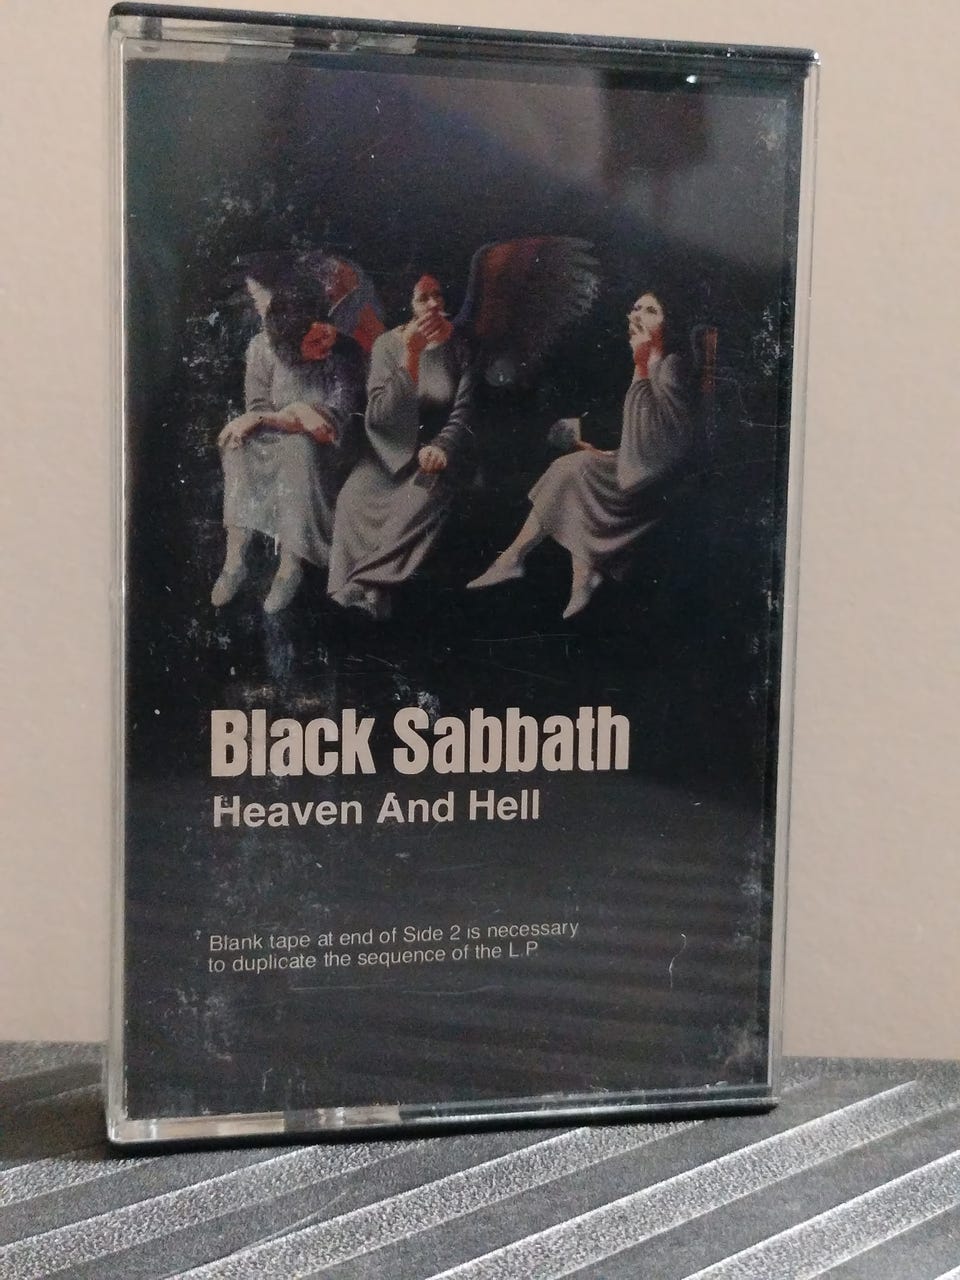 Black Sabbath
Heaven And Hell
Blank tape at end of Side 2 is necessary
to duplicate the sequence of the L.P.